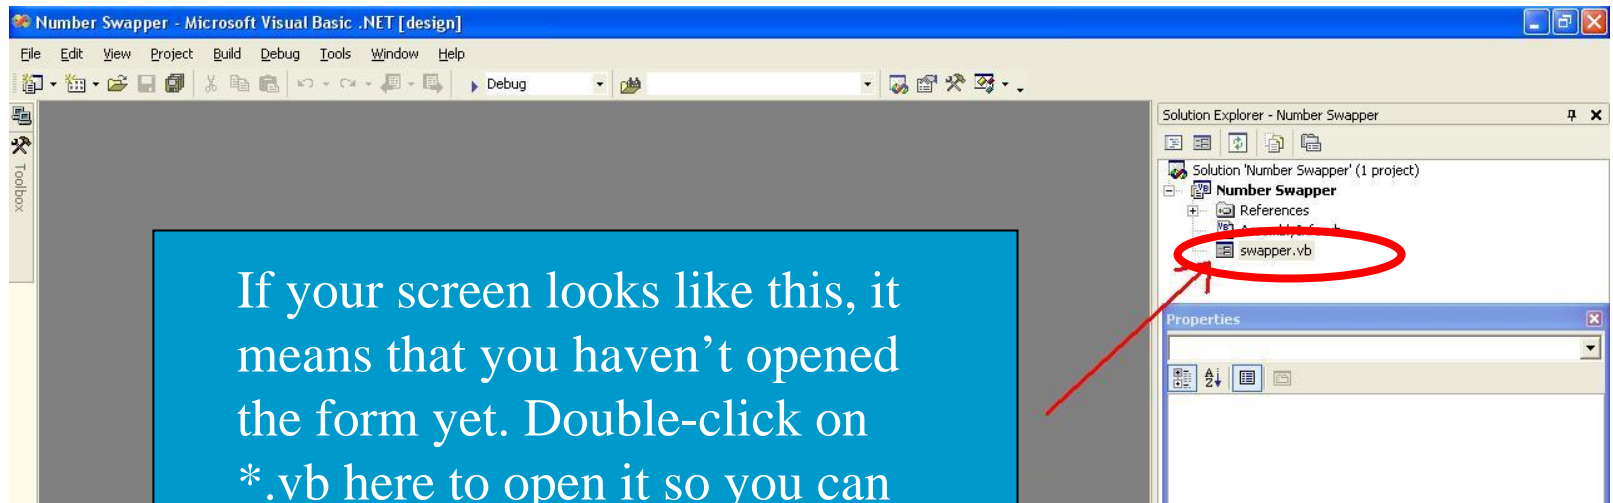 Number Swapper - Microsoft Visual Basic .NET [design]
File Edit View Project Build Debug Tools Window Help
Debug
Solution Explorer - Number Swapper
Toolbox
Solution 'Number Swapper' (1 project)
Number Swapper
References
swapper.vb
If your screen looks like this, it
means that you haven’t opened
the form yet. Double-click on
*.vb here to open it so you can
Properties